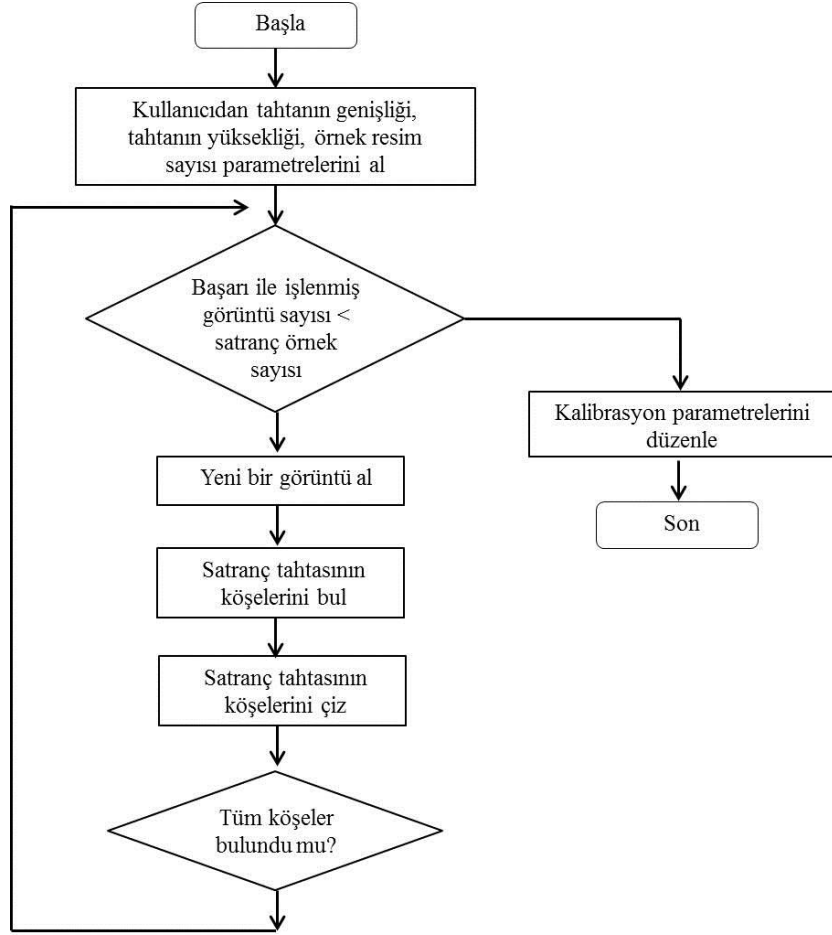 Başla
Kullanıcıdan tahtanın genişliği,
tahtanın yüksekliği, örnek resim
sayısı parametrelerini al
Başarı ile işlenmiş
görüntü sayısı <
satranç örnek
sayısı
Kalibrasyon parametrelerini
düzenle
Son
Yeni bir görüntü al
Satranç tahtasının
köşelerini bul
Satranç tahtasının
köşelerini çiz
Tüm köşeler
bulundu mu?